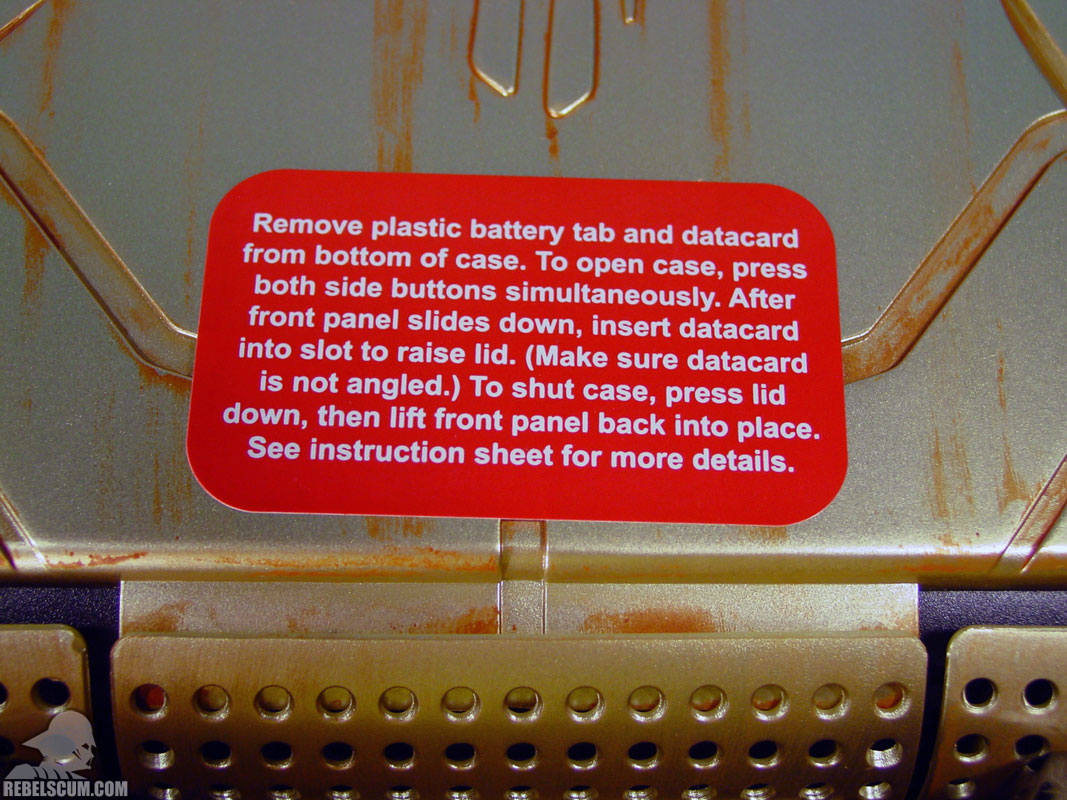 Remove plastic battery tab and datacard
from bottom of case. To open case, press
both side buttons simultaneously. After
front panel slides down, insert datacard
into slot to raise lid. (Make sure datacard
is not angled.) To shut case, press lid
down, then lift front panel back into place.
See instruction sheet for more details.
REBELSCUM.COM